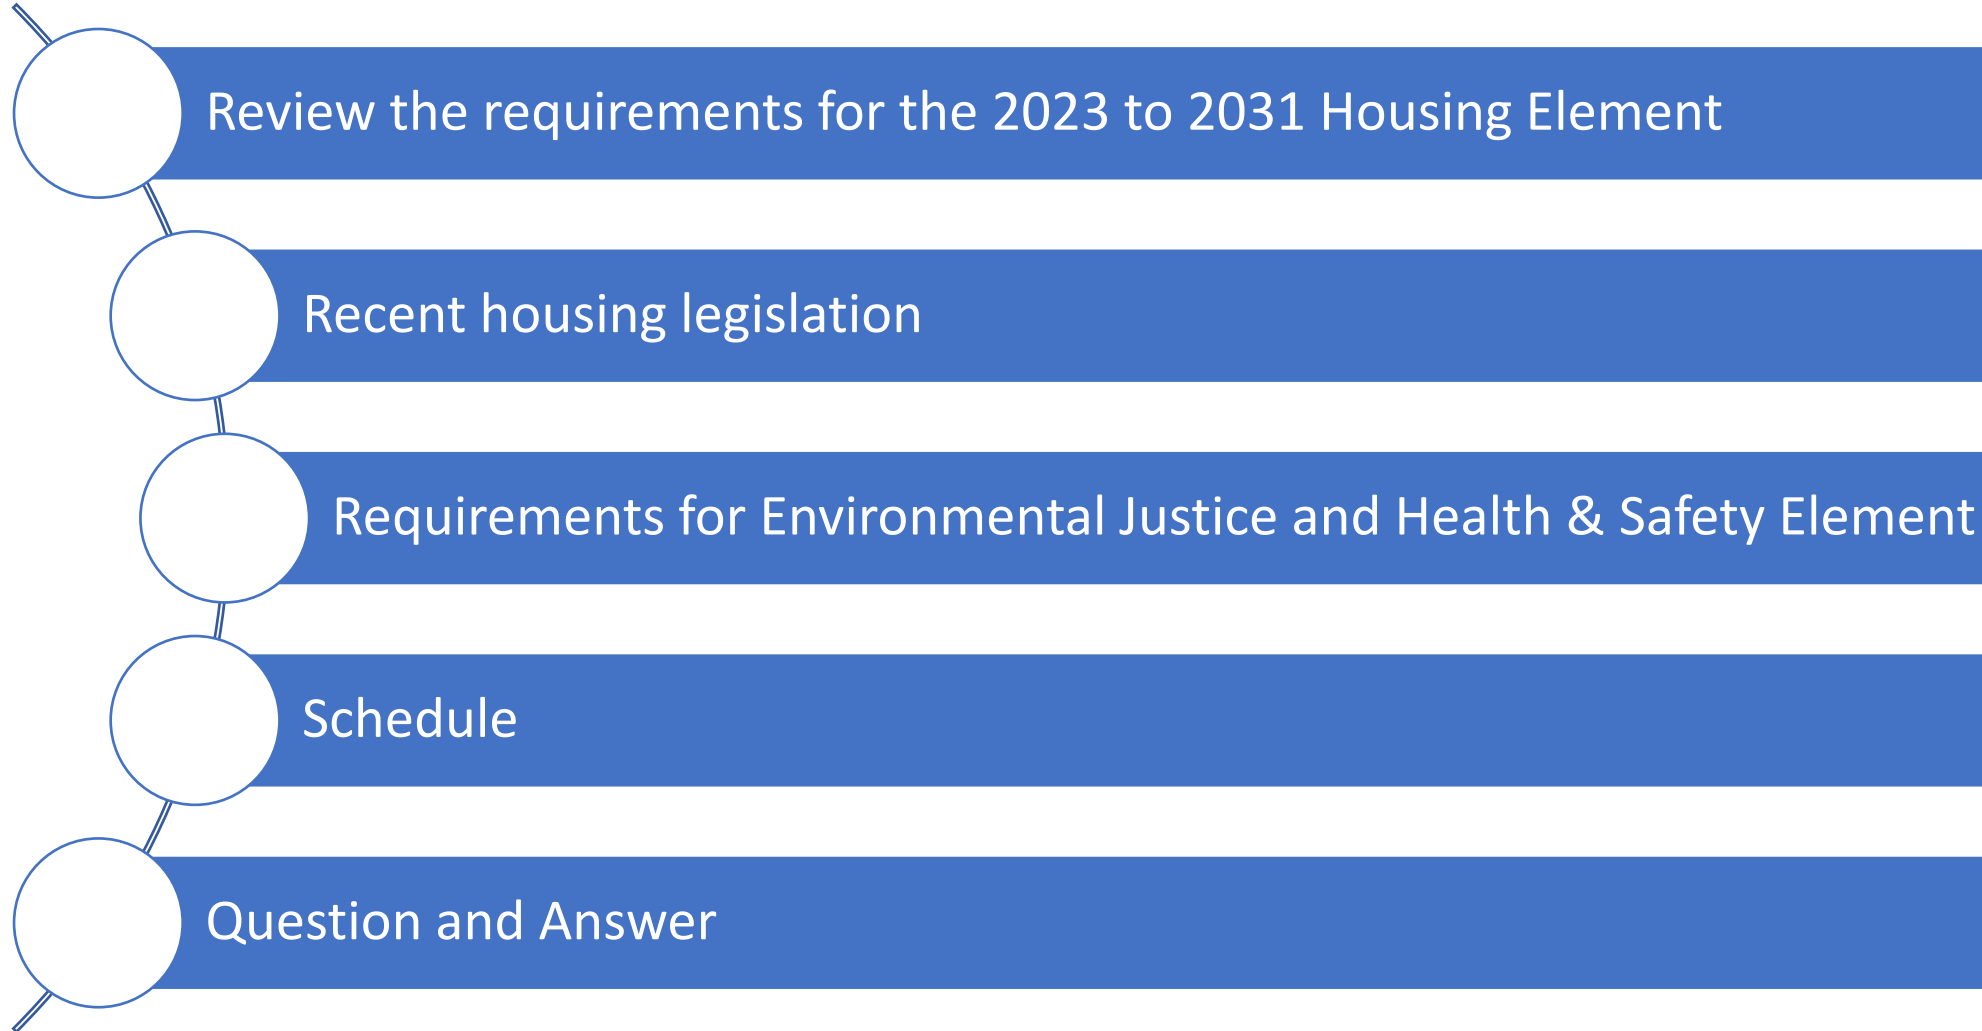 Review the requirements for the 2023 to 2031 Housing Element
Recent housing legislation
Requirements for Environmental Justice and Health & Safety Element
Schedule
Question and Answer